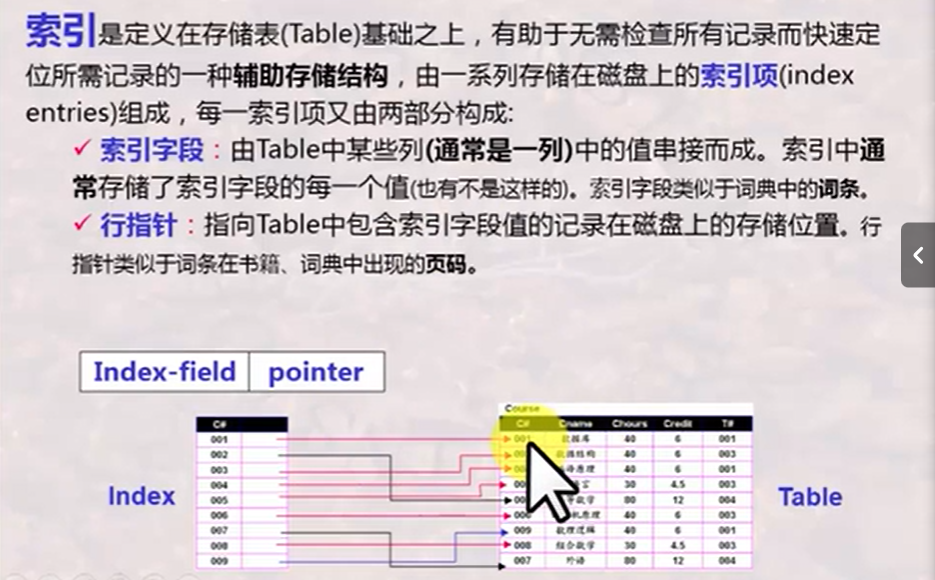 索引是定义在存储表(Table)基础之上，有助于无需检查所有记录而快速定
位所需记录的一种辅助存储结构，由一系列存储在磁盘上的索引项(index
entries)组成，每一索引项又由两部分构成:
✓ 索引字段：由Table中某些列(通常是一列)中的值串接而成。索引中通
常存储了索引字段的每一个值(也有不是这样的)。索引字段类似于词典中的词条。
✓ 行指针：指向Table中包含索引字段值的记录在磁盘上的存储位置。行
指针类似于词条在书籍、词典中出现的页码。
Index-field pointer
Index
C#
001
002
003
004
005
006
007
008
009
Course
C# Cname Chours Credit T#
001 数据库 40 6 001
数据结构 40 6 003
原理 40 6 001
30 4.5 003
数学 80 12 004
原理 40 6 003
009 数理逻辑 40 6 001
008 组合数学 30 4.5 003
007 外语 80 12 004
Table